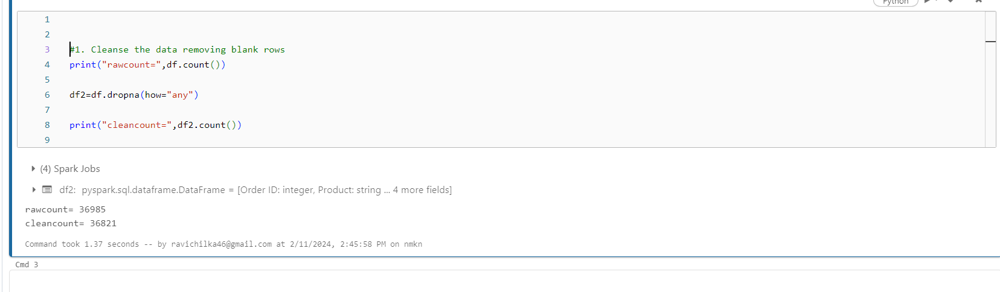 Python
1
2
3 #1. Cleanse the data removing blank rows
4 print("rawcount=",df.count())
5
6 df2=df.dropna(how="any")
7
8 print("cleancount=",df2.count())
9
(4) Spark Jobs
df2: pyspark.sql.dataframe.DataFrame = [Order ID: integer, Product: string ... 4 more fields]
rawcount= 36985
cleancount= 36821
Command took 1.37 seconds -- by ravichilka46@gmail.com at 2/11/2024, 2:45:58 PM on nmkn
Cmd 3